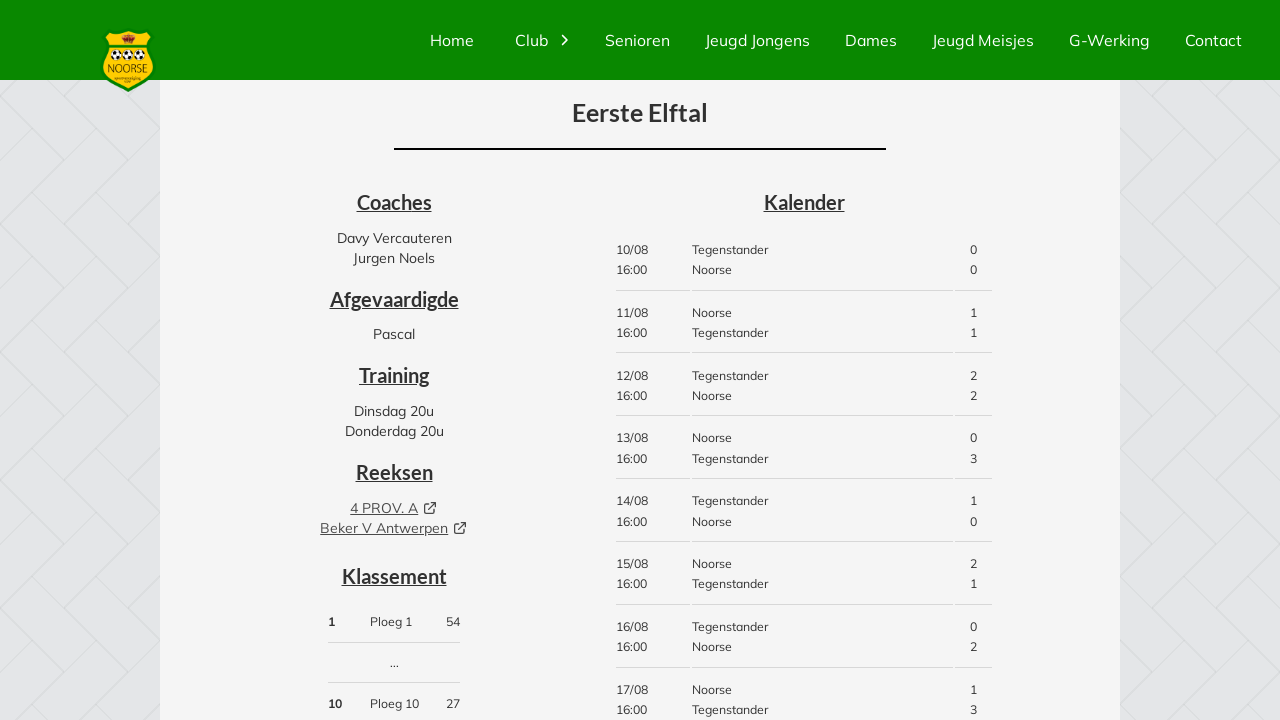 NOORSE
Home
Club
Senioren
Jeugd Jongens
Dames
Jeugd Meisjes
G-Werking
Contact
Eerste Elftal
Coaches
Davy Vercauteren
Jurgen Noels
Afgevaardigde
Pascal
Training
Dinsdag 20u
Donderdag 20u
Reeksen
4 PROV. A
Beker V Antwerpen
Klassement
1 Ploeg 1 54
...
10 Ploeg 10 27
Kalender
10/08 Tegenstander 0
16:00 Noorse 0
11/08 Noorse 1
16:00 Tegenstander 1
12/08 Tegenstander 2
16:00 Noorse 2
13/08 Noorse 0
16:00 Tegenstander 3
14/08 Tegenstander 1
16:00 Noorse 0
15/08 Noorse 2
16:00 Tegenstander 1
16/08 Tegenstander 0
16:00 Noorse 2
17/08 Noorse 1
16:00 Tegenstander 3